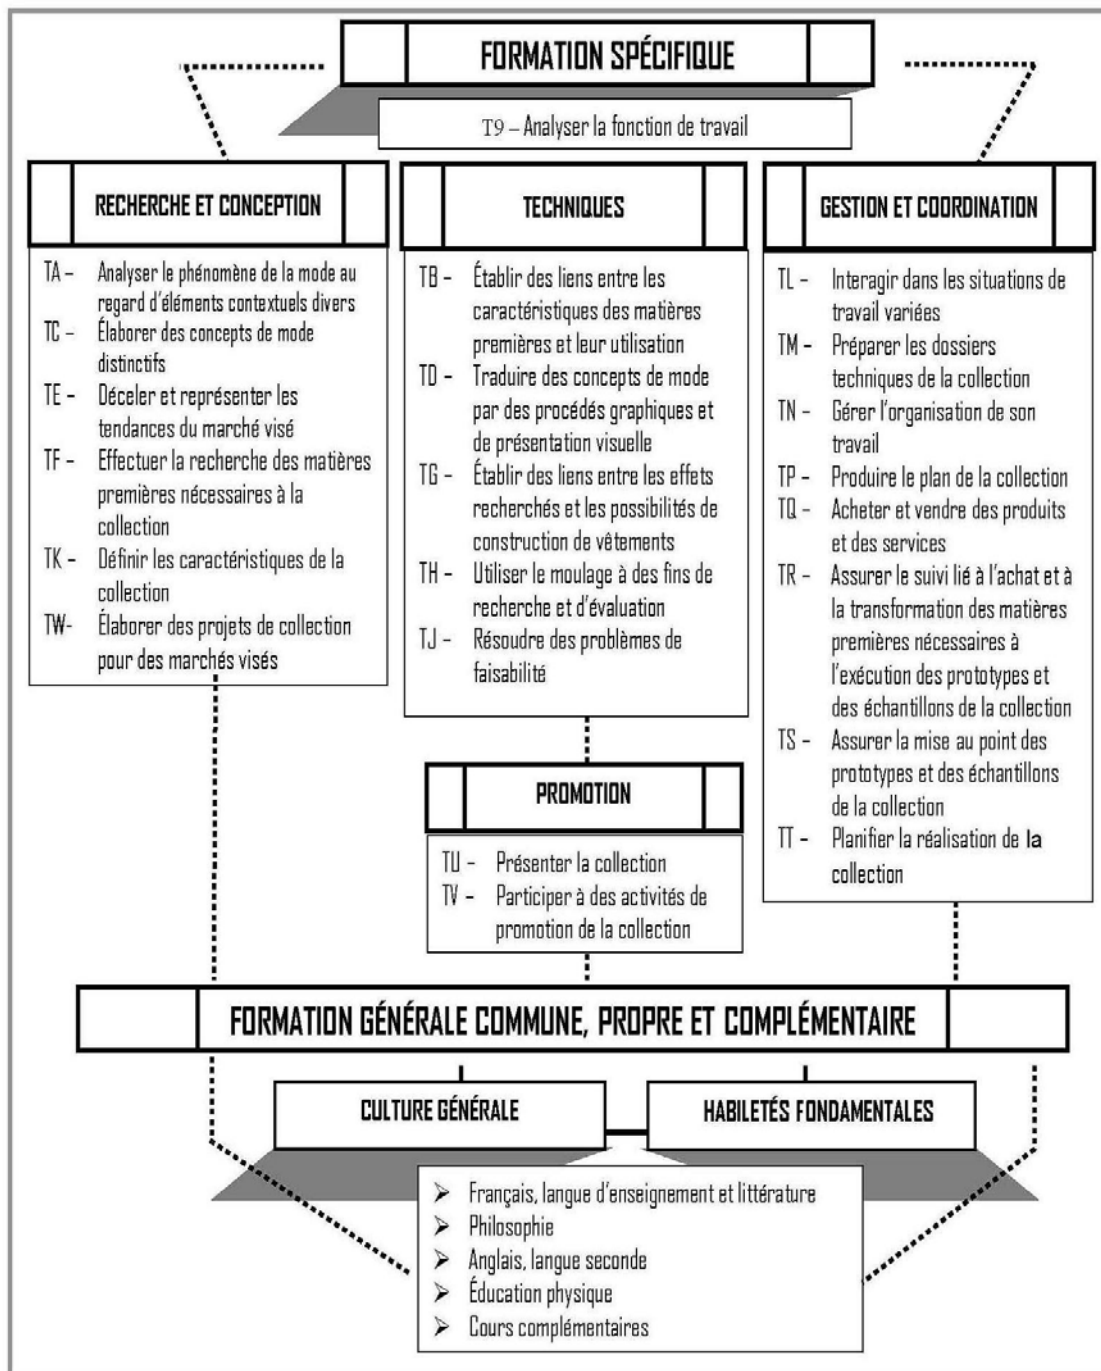 FORMATION SPÉCIFIQUE
T9 – Analyser la fonction de travail
RECHERCHE ET CONCEPTION
TA – Analyser le phénomène de la mode au
regard d'éléments contextuels divers
TC – Élaborer des concepts de mode
distinctifs
TE – Déceler et représenter les
tendances du marché visé
TF – Effectuer la recherche des matières
premières nécessaires à la
collection
TK – Définir les caractéristiques de la
collection
TW- Élaborer des projets de collection
pour des marchés visés
TECHNIQUES
TB – Établir des liens entre les
caractéristiques des matières
premières et leur utilisation
TD – Traduire des concepts de mode
par des procédés graphiques et
de présentation visuelle
TG – Établir des liens entre les effets
recherchés et les possibilités de
construction de vêtements
TH – Utiliser le moulage à des fins de
recherche et d'évaluation
TJ – Résoudre des problèmes de
faisabilité
PROMOTION
TU – Présenter la collection
TV – Participer à des activités de
promotion de la collection
GESTION ET COORDINATION
TL – Interagir dans les situations de
travail variées
TM – Préparer les dossiers
techniques de la collection
TN – Gérer l'organisation de son
travail
TP – Produire le plan de la collection
TQ – Acheter et vendre des produits
et des services
TR – Assurer le suivi lié à l'achat et à
la transformation des matières
premières nécessaires à
l'exécution des prototypes et
des échantillons de la collection
TS – Assurer la mise au point des
prototypes et des échantillons
de la collection
TT – Planifier la réalisation de la
collection
FORMATION GÉNÉRALE COMMUNE, PROPRE ET COMPLÉMENTAIRE
CULTURE GÉNÉRALE
HABILETÉS FONDAMENTALES
➢ Français, langue d'enseignement et littérature
➢ Philosophie
➢ Anglais, langue seconde
➢ Éducation physique
➢ Cours complémentaires